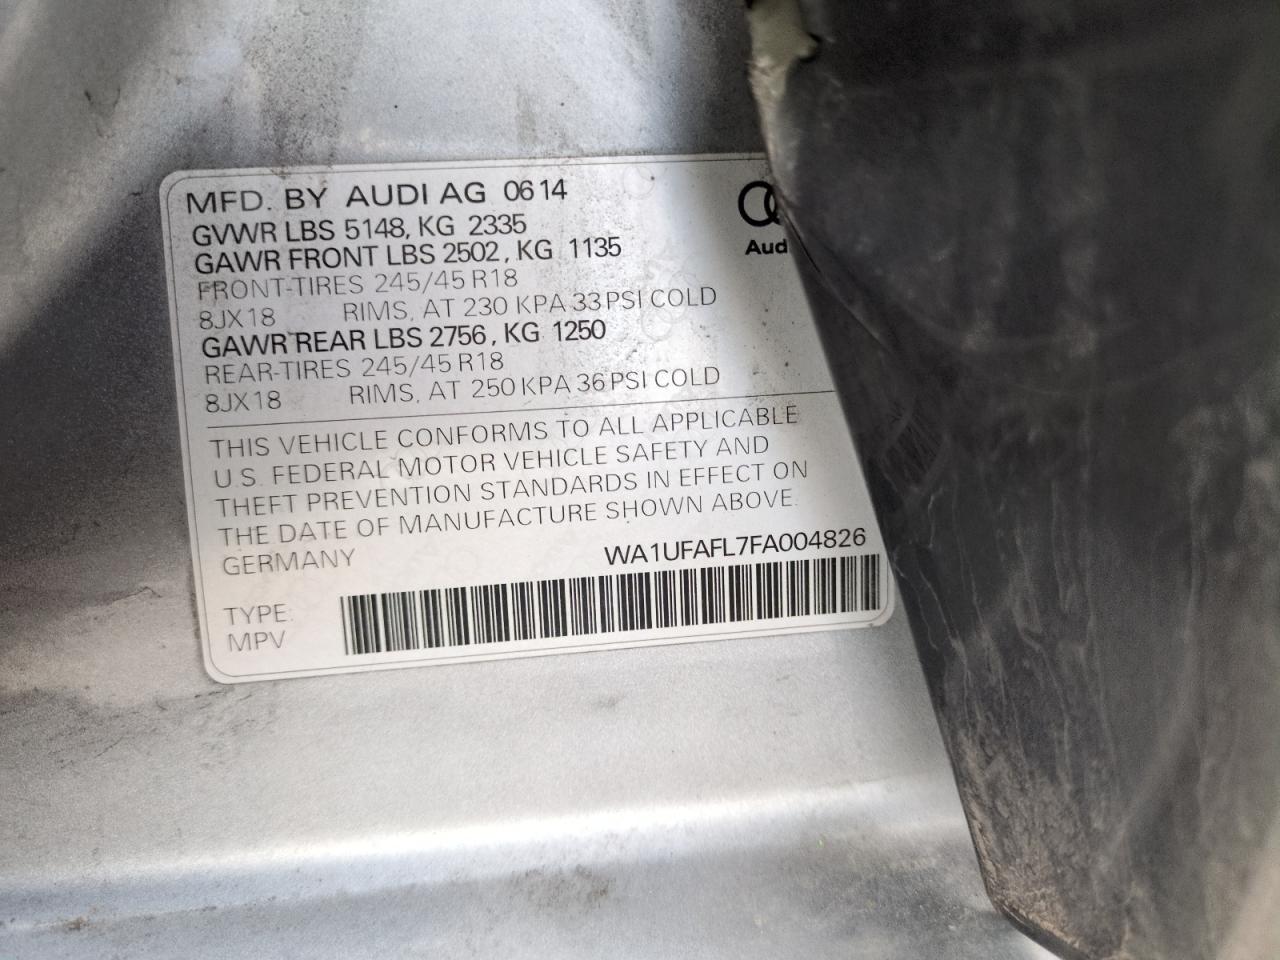 MFD. BY AUDI AG 0614
GVWR LBS 5148, KG 2335
GAWR FRONT LBS 2502, KG 1135
FRONT-TIRES 245/45 R18
8JX18 RIMS, AT 230 KPA 33 PSI COLD
GAWR REAR LBS 2756, KG 1250
REAR-TIRES 245/45 R18
8JX18 RIMS, AT 250 KPA 36 PSI COLD
Aud
THIS VEHICLE CONFORMS TO ALL APPLICABLE
U.S. FEDERAL MOTOR VEHICLE SAFETY AND
THEFT PREVENTION STANDARDS IN EFFECT ON
THE DATE OF MANUFACTURE SHOWN ABOVE.
GERMANY WA1UFAFL7FA004826
TYPE:
MPV